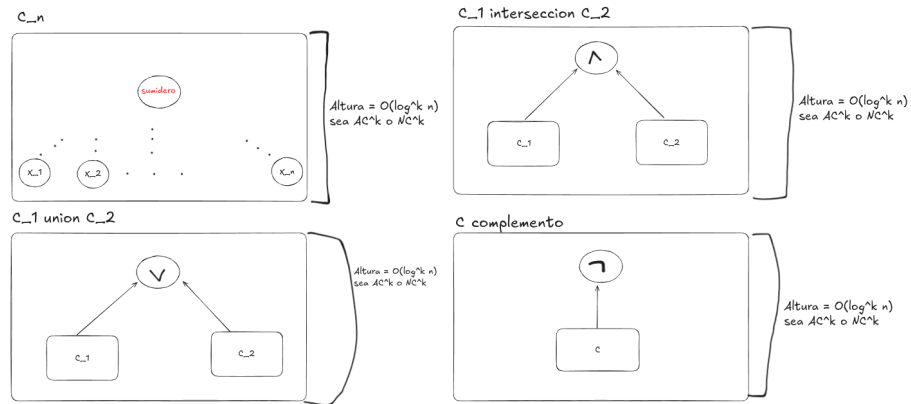 C_n
sumidero
x_1
x_2
x_n
Altura = O(log^k n)
sea AC^k o NC^k
C_1 interseccion C_2
∧
C_1
C_2
Altura = O(log^k n)
sea AC^k o NC^k
C_1 union C_2
∨
C_1
C_2
Altura = O(log^k n)
sea AC^k o NC^k
C complemento
¬
C
Altura = O(log^k n)
sea AC^k o NC^k